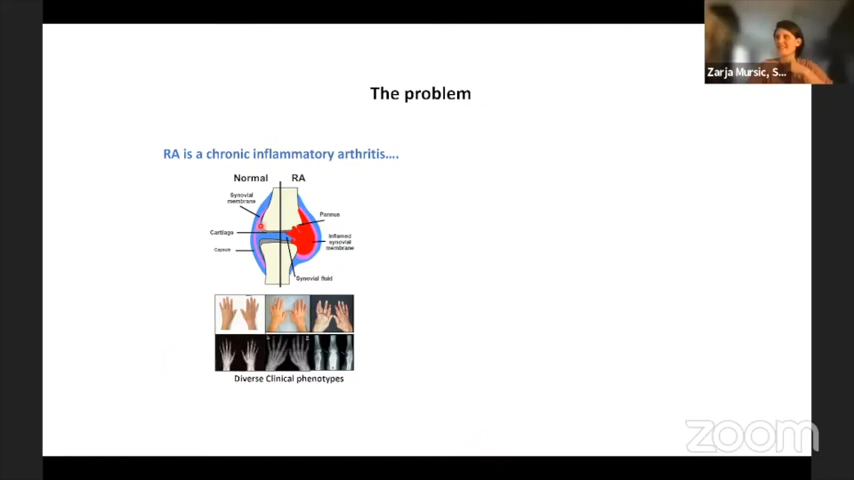 Zarja Mursic, S...
The problem
RA is a chronic inflammatory arthritis....
Normal
RA
Synovial
membrane
Pannus
Cartilage
Inflamed
synovial
membrane
Capsule
Synovial fluid
Diverse Clinical phenotypes
zoom